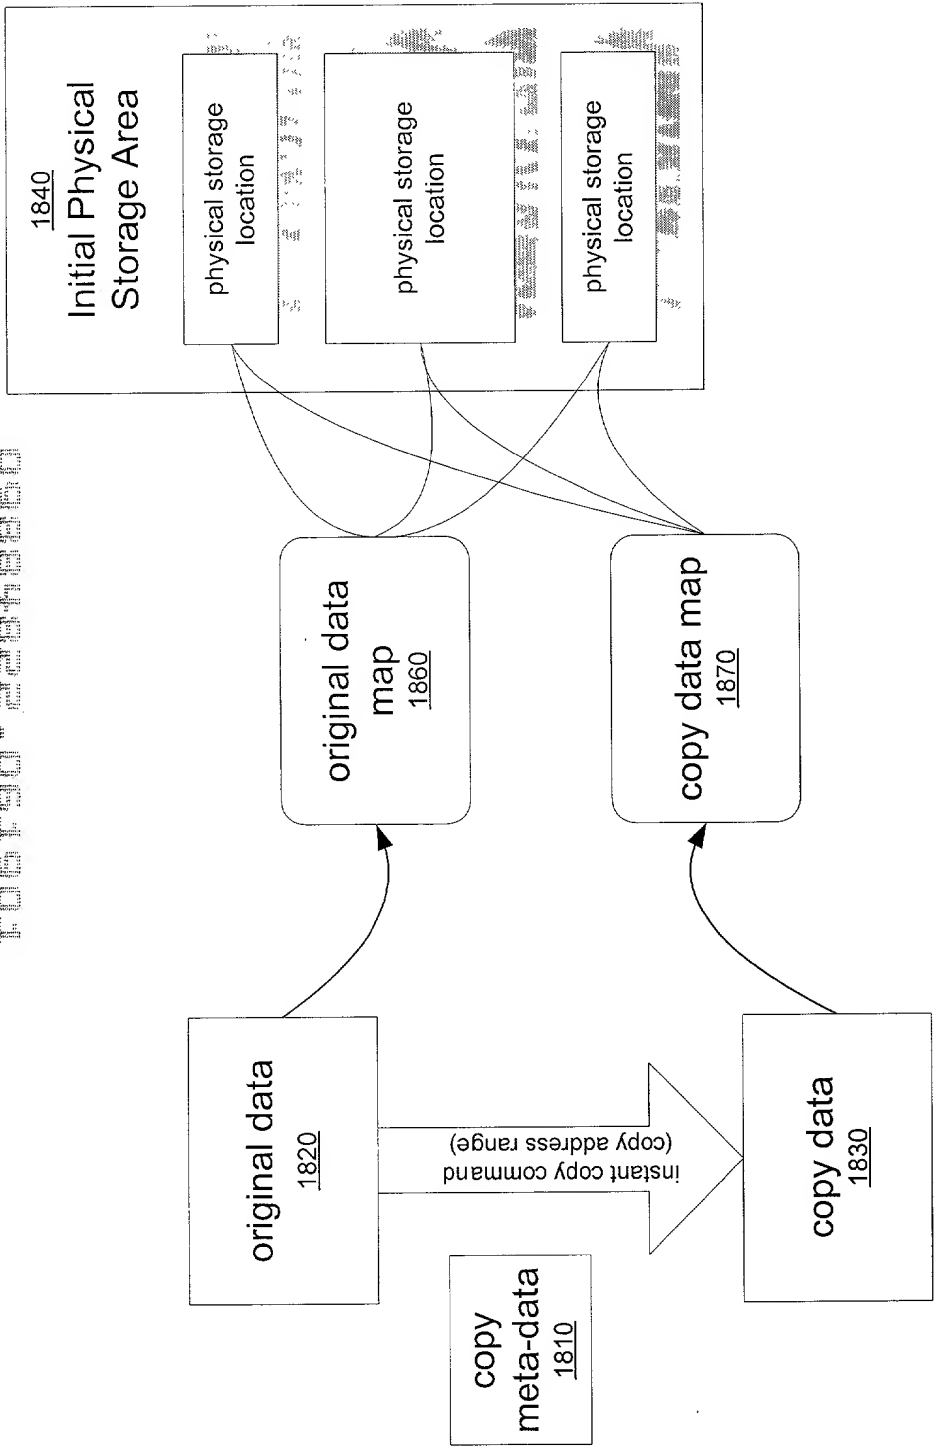 copy
meta-data
1810
original data
1820
instant copy command
(copy address range)
copy data
1830
original data
map
1860
copy data map
1870
1840
Initial Physical
Storage Area
physical storage
location
physical storage
location
physical storage
location